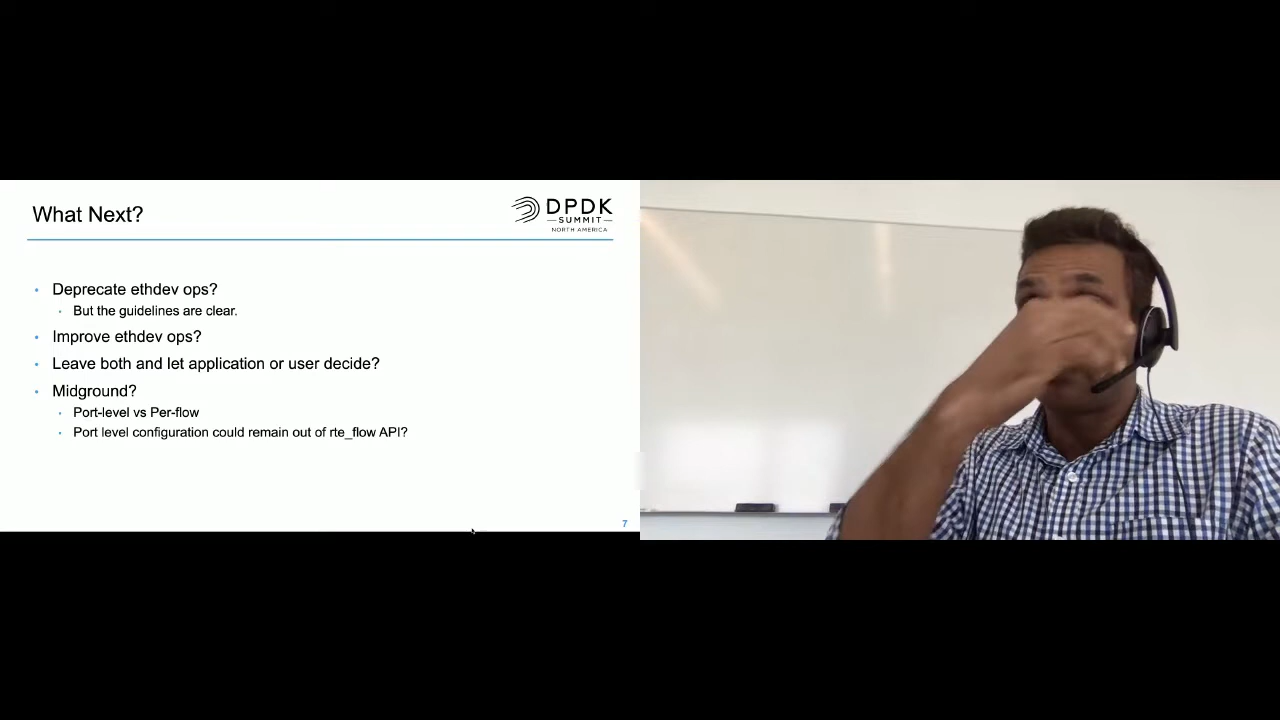 What Next?
DPDK
SUMMIT
NORTH AMERICA
Deprecate ethdev ops?
But the guidelines are clear.
Improve ethdev ops?
Leave both and let application or user decide?
Midground?
Port-level vs Per-flow
Port level configuration could remain out of rte_flow API?
7